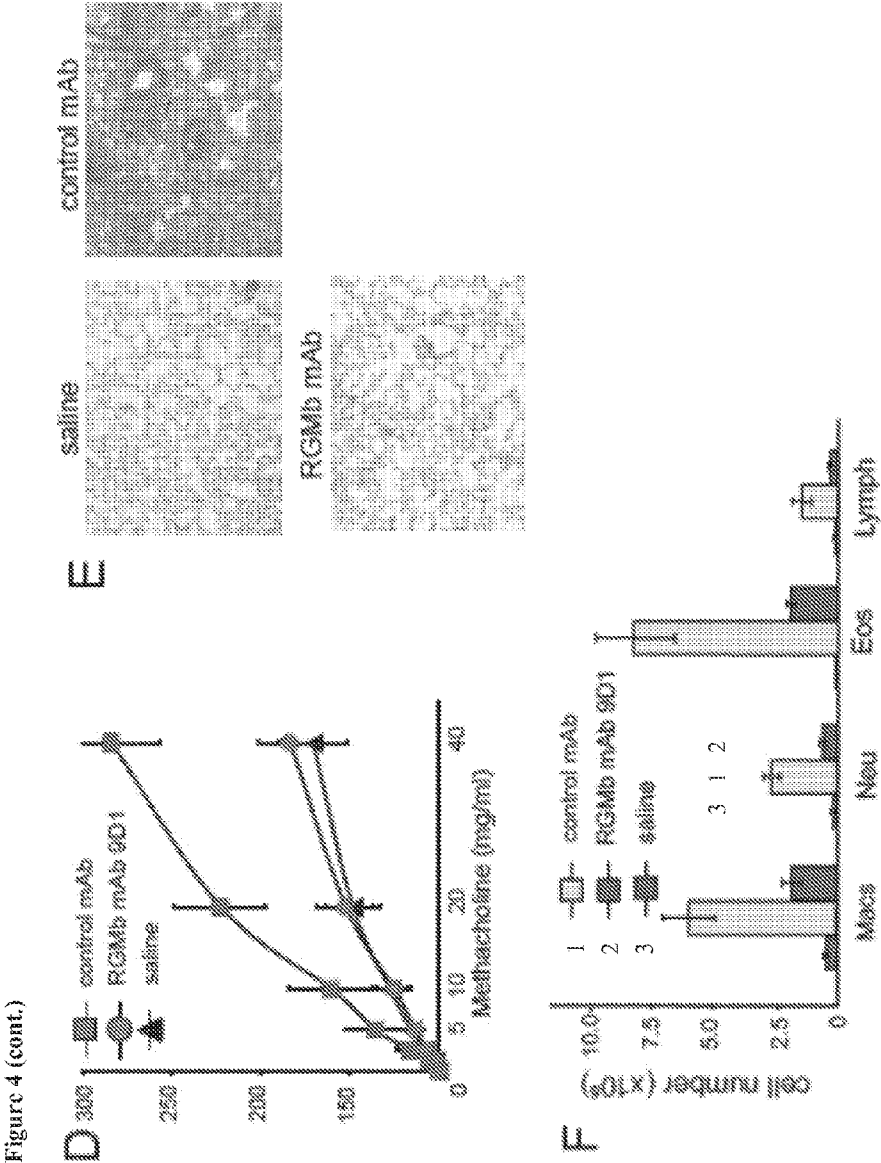 Figure 4 (cont.)
D
300
250
200
150
control mAb
RGMb mAb 9D1
saline
0
5
10
20
40
Methacholine (mg/ml)
E
saline
control mAb
RGMb mAb
F
cell number
10.0
7.5
5.0
2.5
0
1 control mAb
2 RGMb mAb 9D1
3 saline
3 1 2
Macs
Neu
Eos
Lymph